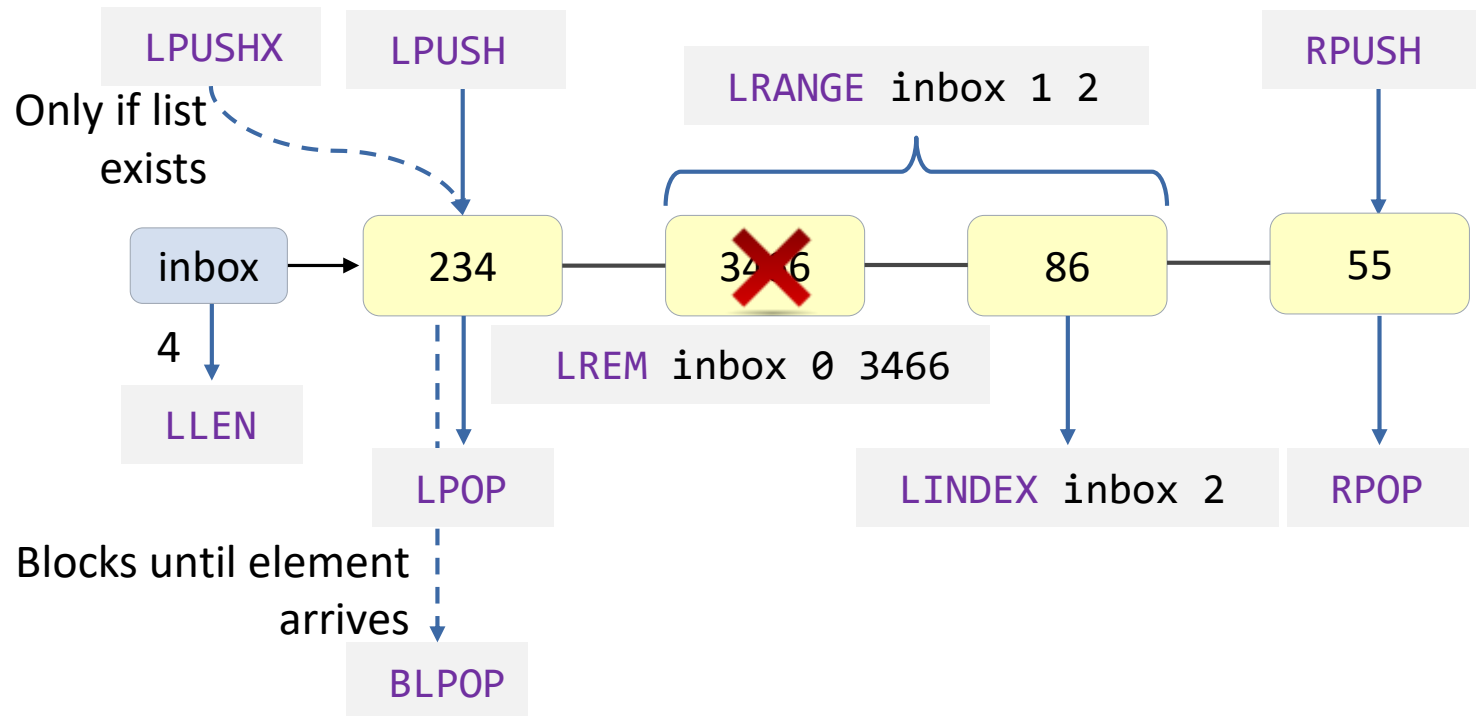 LPUSHX
LPUSH
RPUSH
LRANGE inbox 1 2
Only if list
exists
inbox
234
86
55
4
LREM inbox 0 3466
LLEN
LPOP
LINDEX inbox 2
RPOP
Blocks until element
arrives
BLPOP